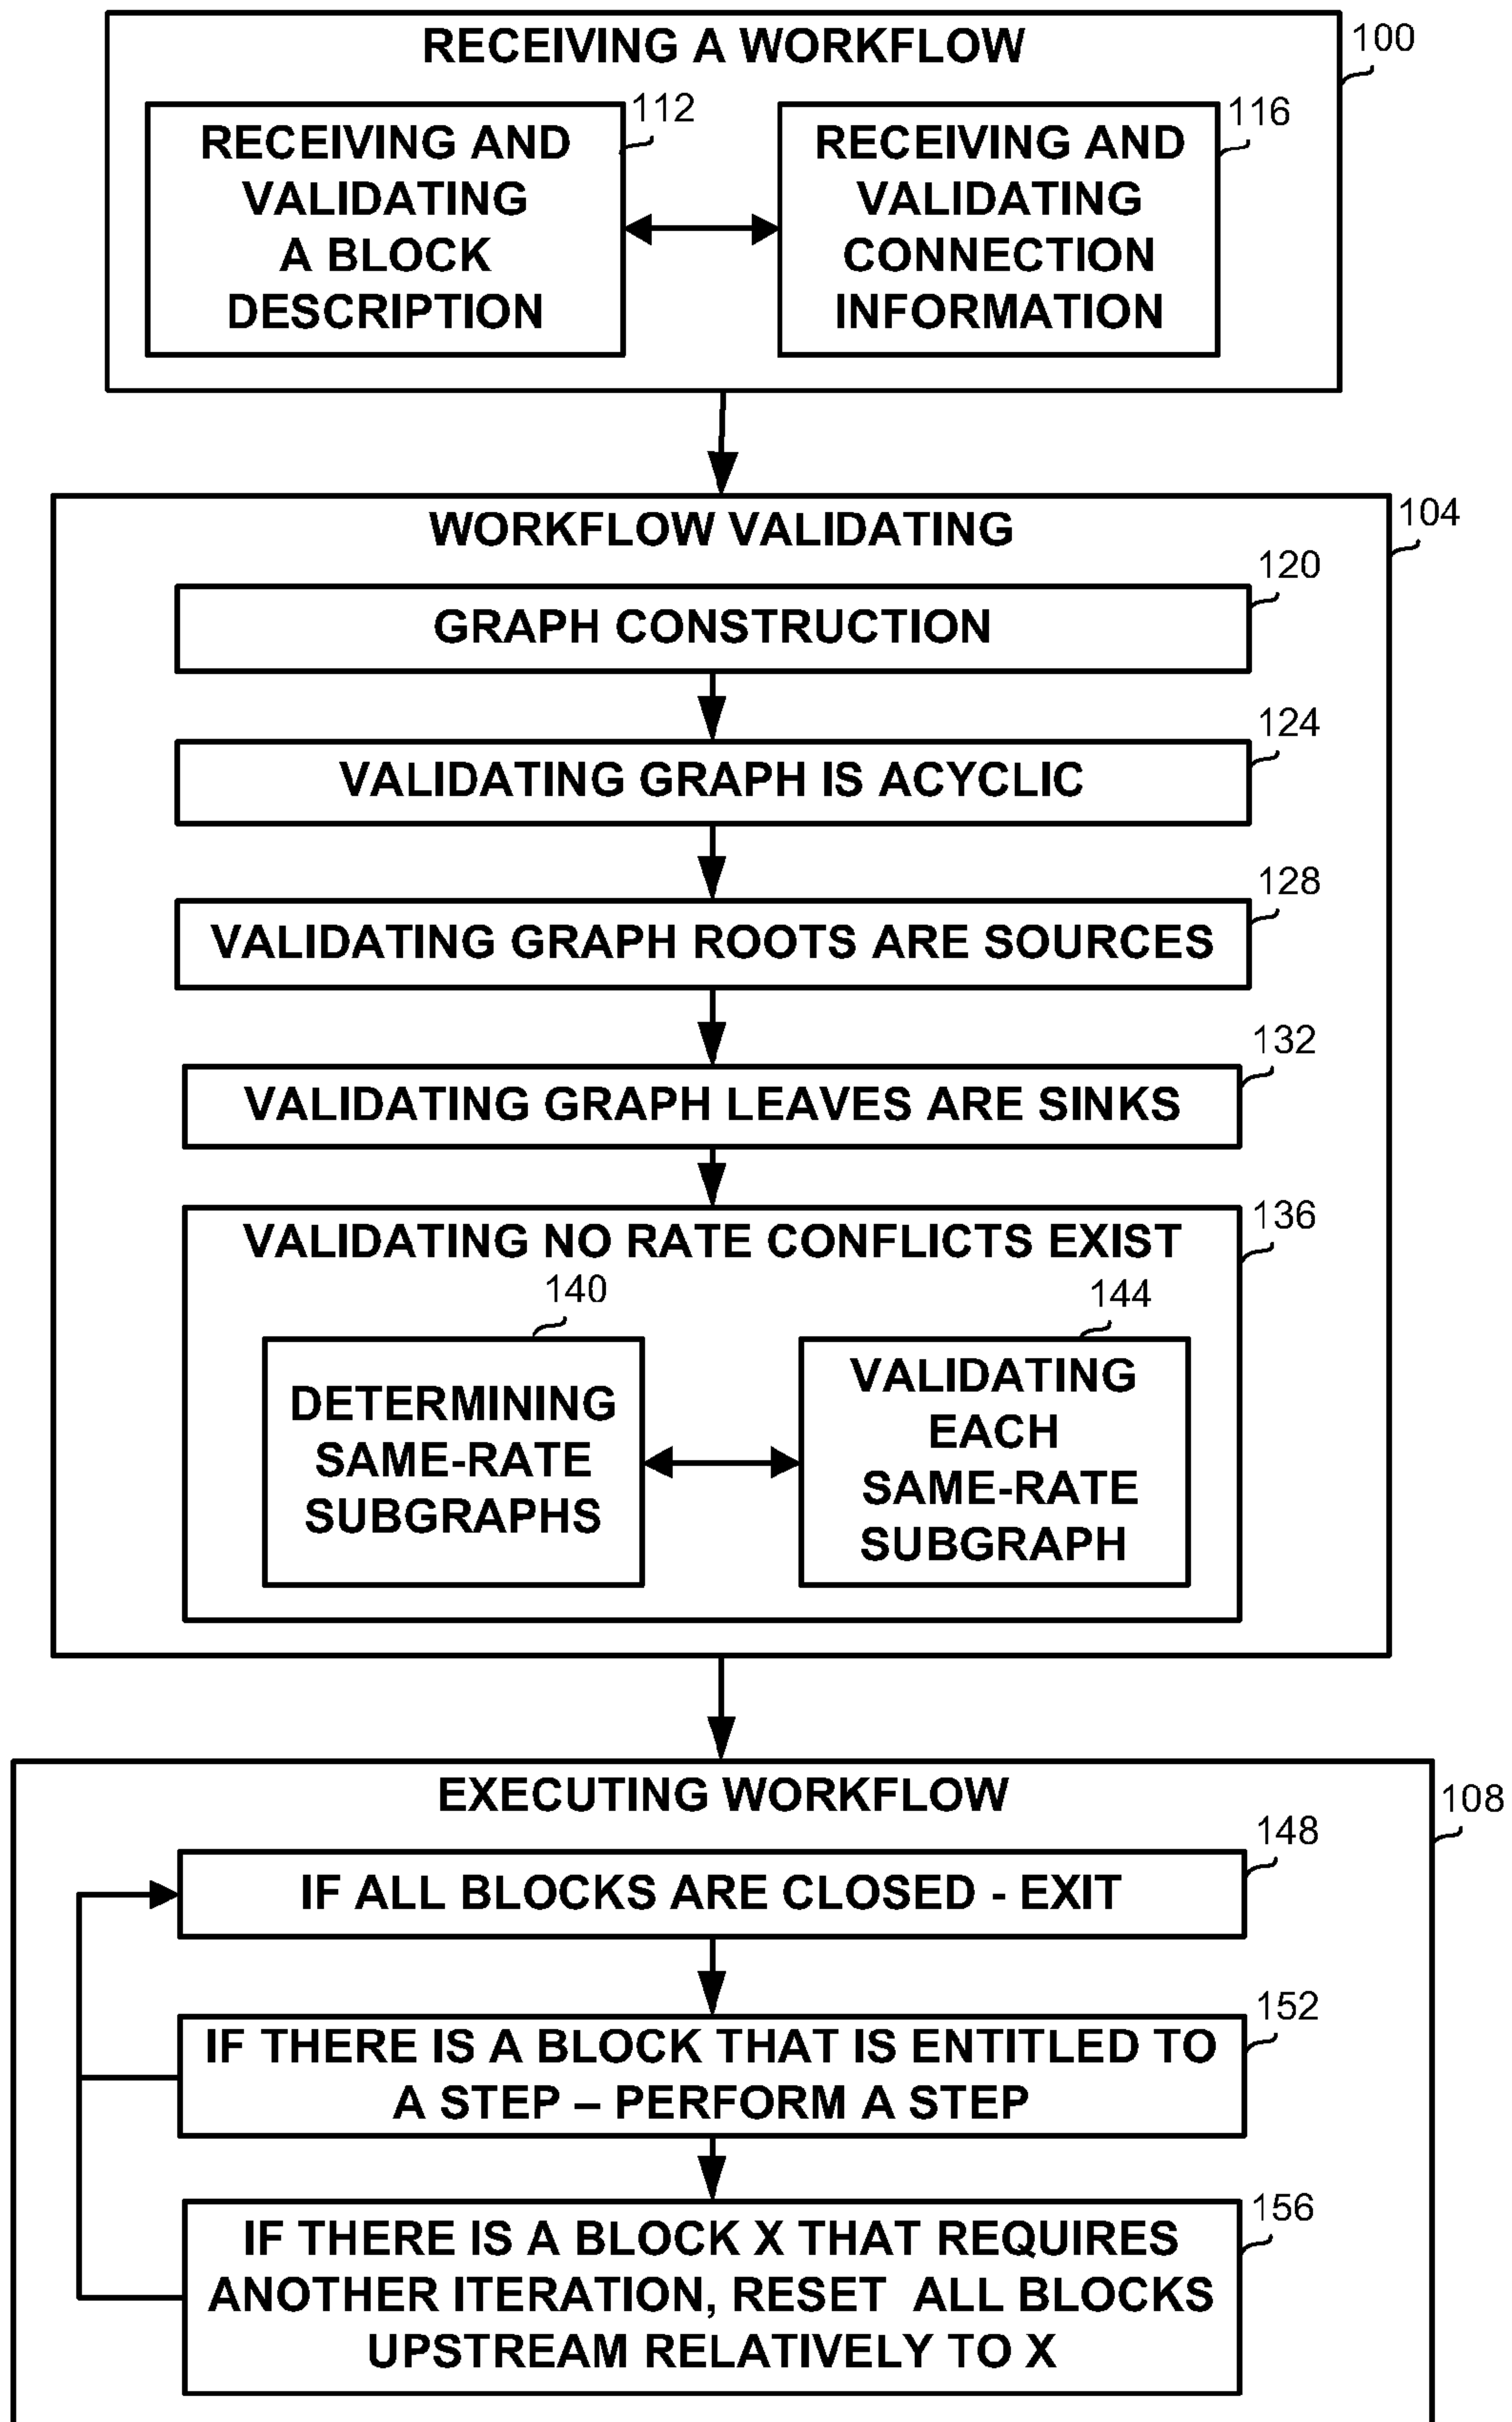 RECEIVING A WORKFLOW
100
RECEIVING AND
VALIDATING
A BLOCK
DESCRIPTION
112
RECEIVING AND
VALIDATING
CONNECTION
INFORMATION
116
WORKFLOW VALIDATING
104
GRAPH CONSTRUCTION
120
VALIDATING GRAPH IS ACYCLIC
124
VALIDATING GRAPH ROOTS ARE SOURCES
128
VALIDATING GRAPH LEAVES ARE SINKS
132
VALIDATING NO RATE CONFLICTS EXIST
136
140
DETERMINING
SAME-RATE
SUBGRAPHS
144
VALIDATING
EACH
SAME-RATE
SUBGRAPH
EXECUTING WORKFLOW
108
IF ALL BLOCKS ARE CLOSED - EXIT
148
IF THERE IS A BLOCK THAT IS ENTITLED TO
A STEP – PERFORM A STEP
152
IF THERE IS A BLOCK X THAT REQUIRES
ANOTHER ITERATION, RESET ALL BLOCKS
UPSTREAM RELATIVELY TO X
156